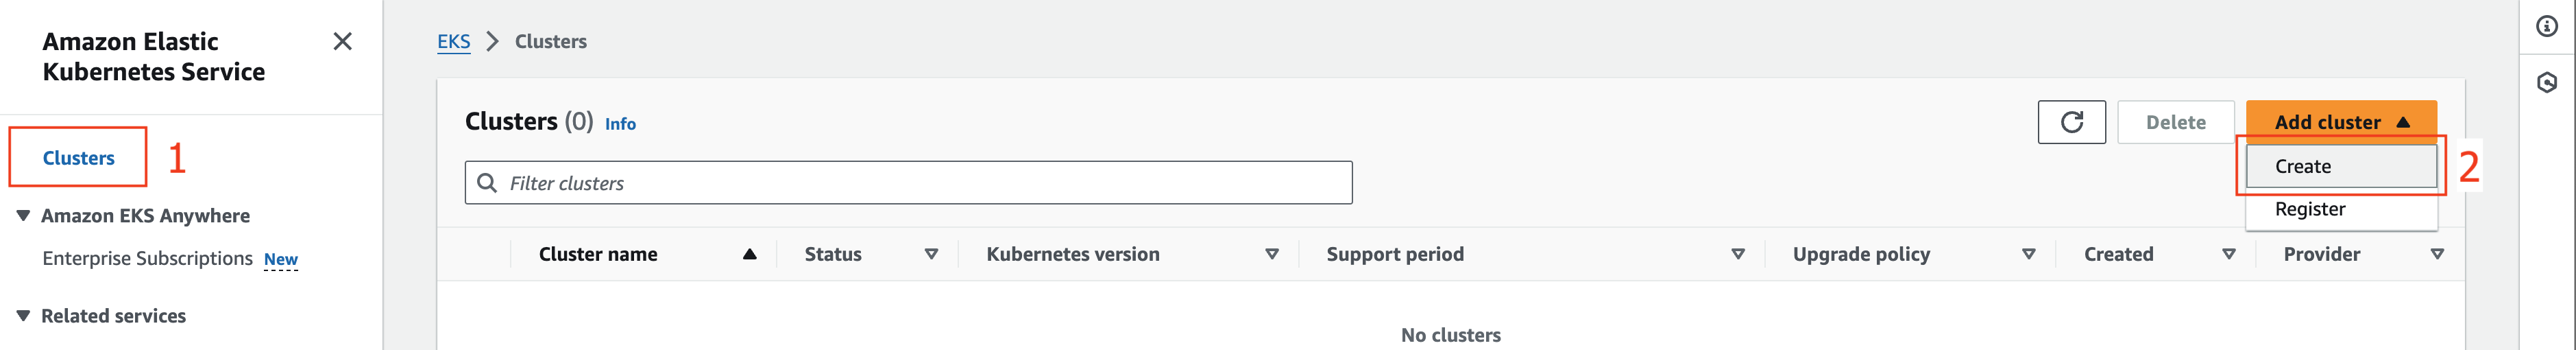 Amazon Elastic
Kubernetes Service
Clusters
1
Amazon EKS Anywhere
Enterprise Subscriptions New
Related services
EKS Clusters
Clusters (0) Info
Delete
Add cluster
Create
2
Register
Filter clusters
Cluster name Status Kubernetes version Support period Upgrade policy Created Provider
No clusters